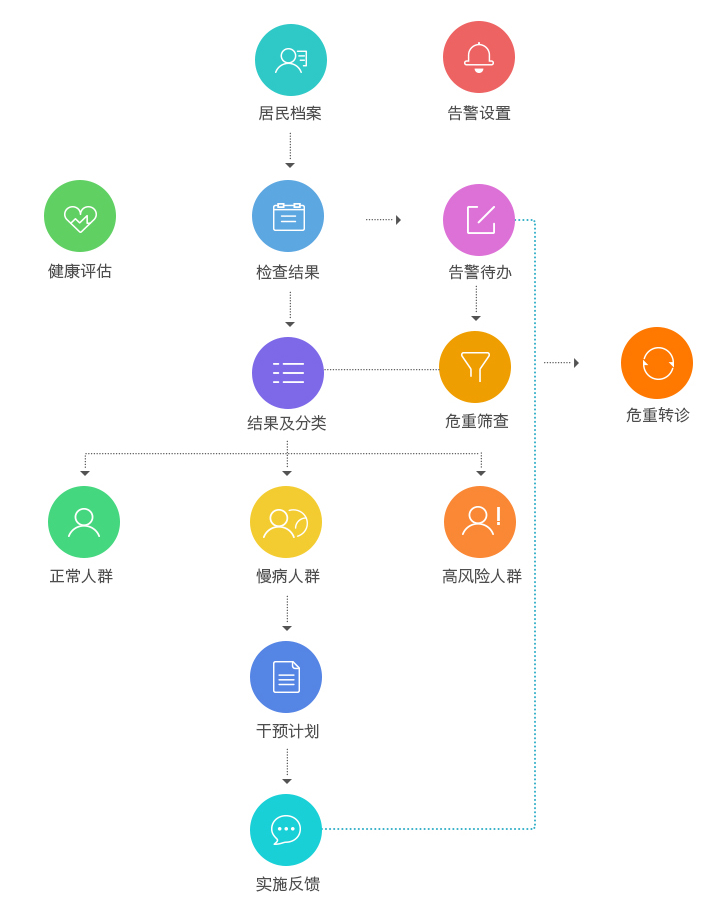 居民档案
告警设置
健康评估
检查结果
告警待办
结果及分类
危重筛查
危重转诊
正常人群
慢病人群
高风险人群
干预计划
实施反馈